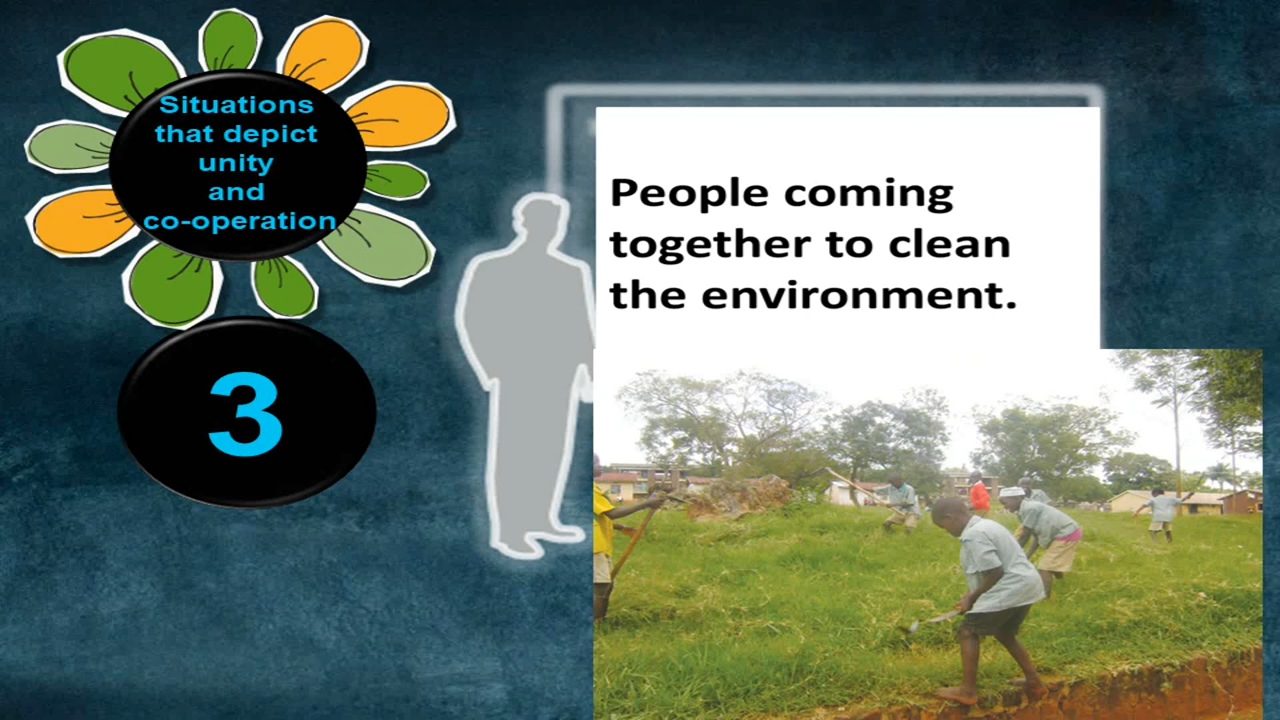 Situations
that depict
unity
and
co-operation
3
People coming
together to clean
the environment.